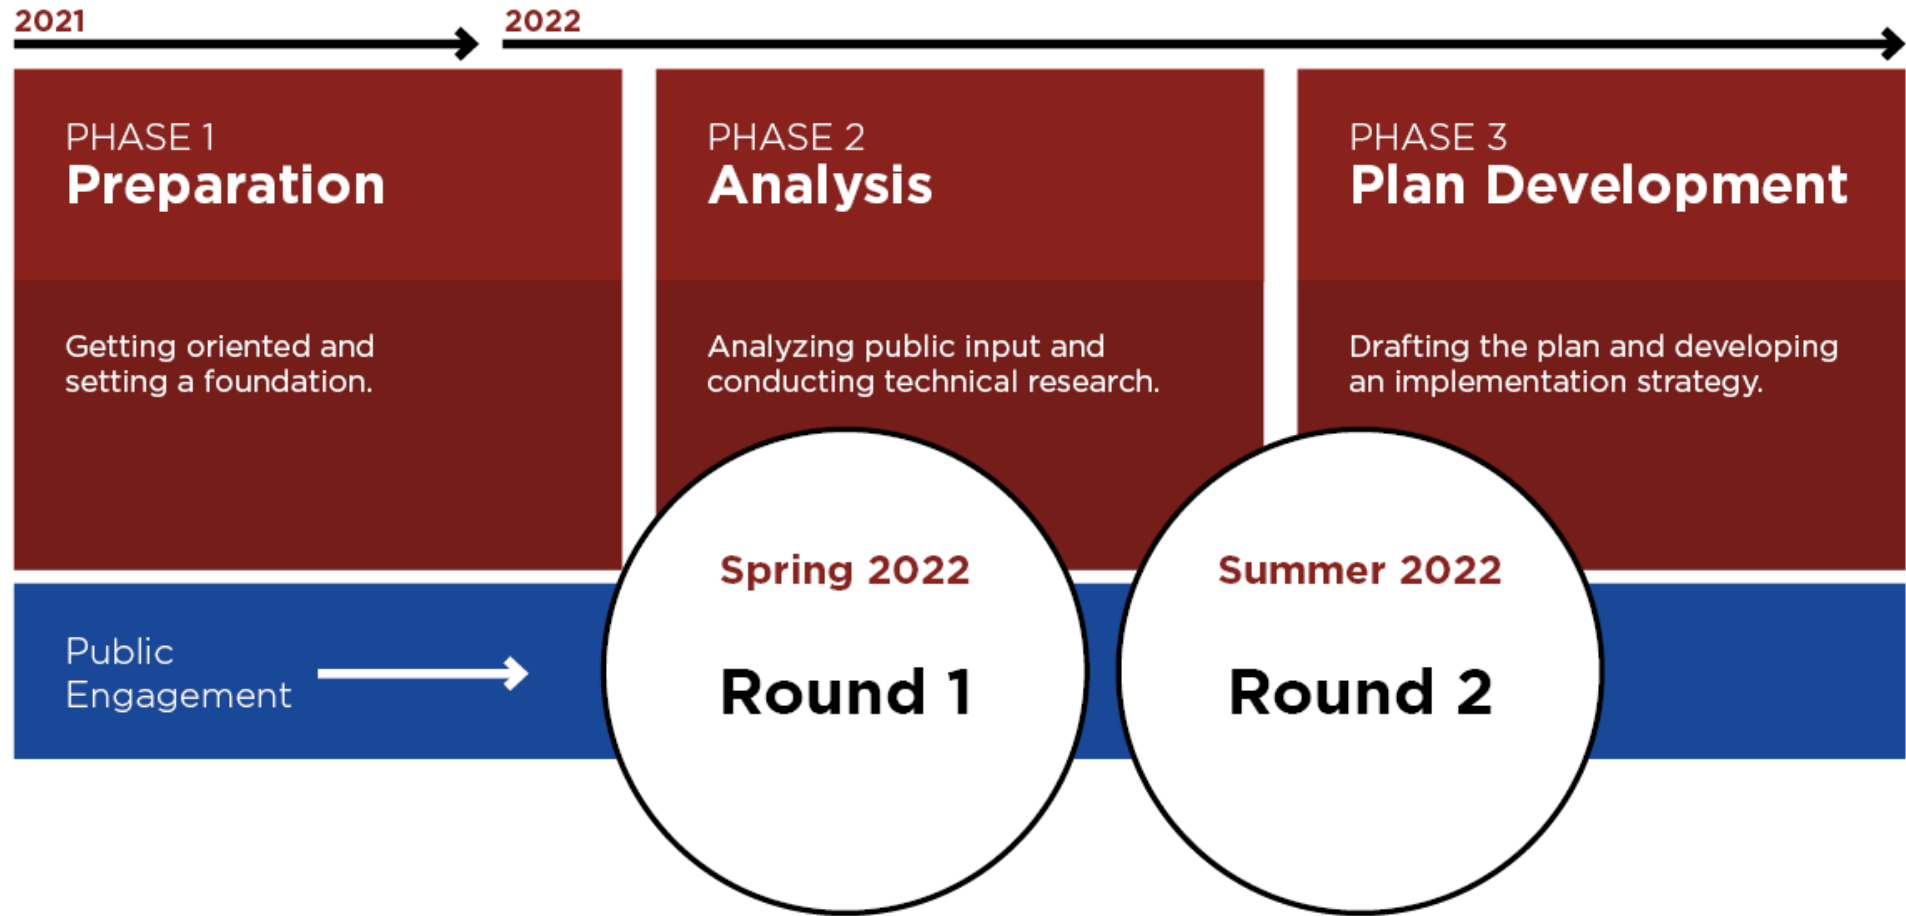 2021
2022
PHASE 1
Preparation
Getting oriented and
setting a foundation.
PHASE 2
Analysis
Analyzing public input and
conducting technical research.
PHASE 3
Plan Development
Drafting the plan and developing
an implementation strategy.
Public
Engagement
Spring 2022
Round 1
Summer 2022
Round 2